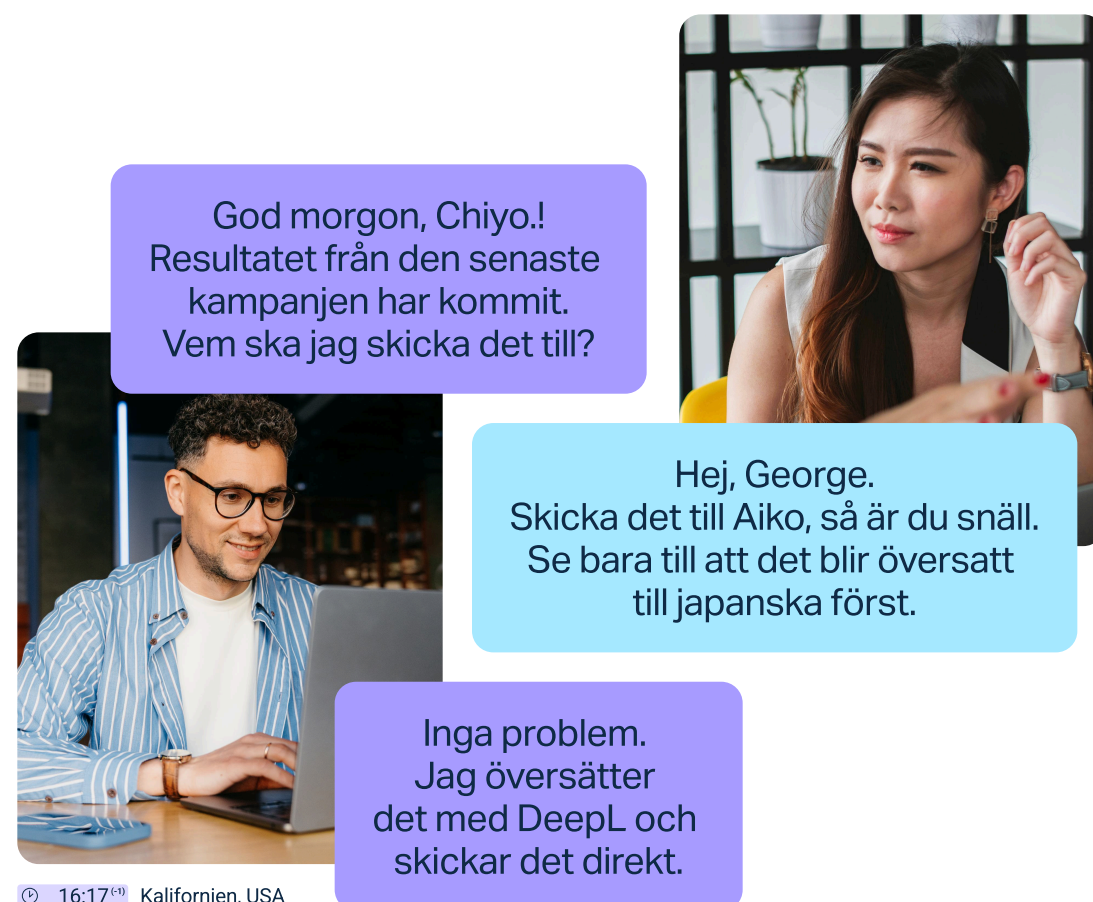 God morgon, Chiyo.!
Resultatet från den senaste
kampanjen har kommit.
Vem ska jag skicka det till?
Hej, George.
Skicka det till Aiko, så är du snäll.
Se bara till att det blir översatt
till japanska först.
Inga problem.
Jag översätter
det med DeepL och
skickar det direkt.
16:17(-1) Kalifornien, USA